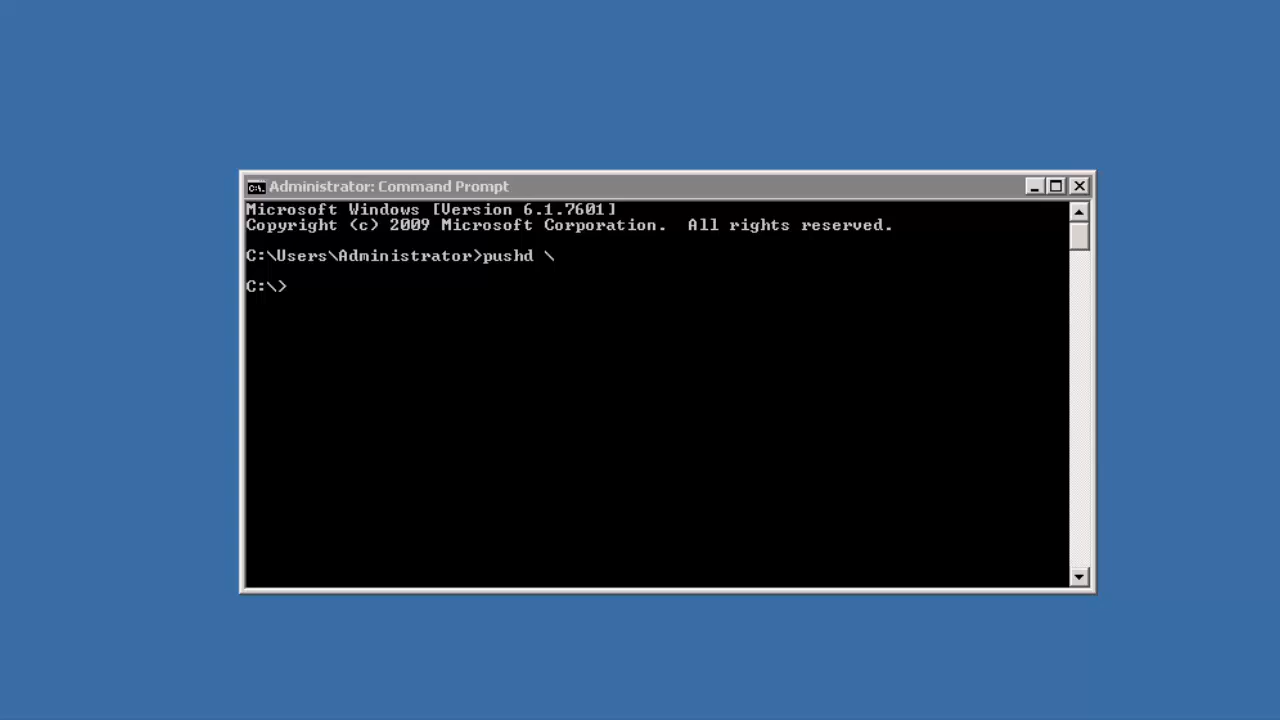 Administrator: Command Prompt
Microsoft Windows [Version 6.1.7601]
Copyright (c) 2009 Microsoft Corporation.  All rights reserved.
C:\Users\Administrator>pushd \
C:\>